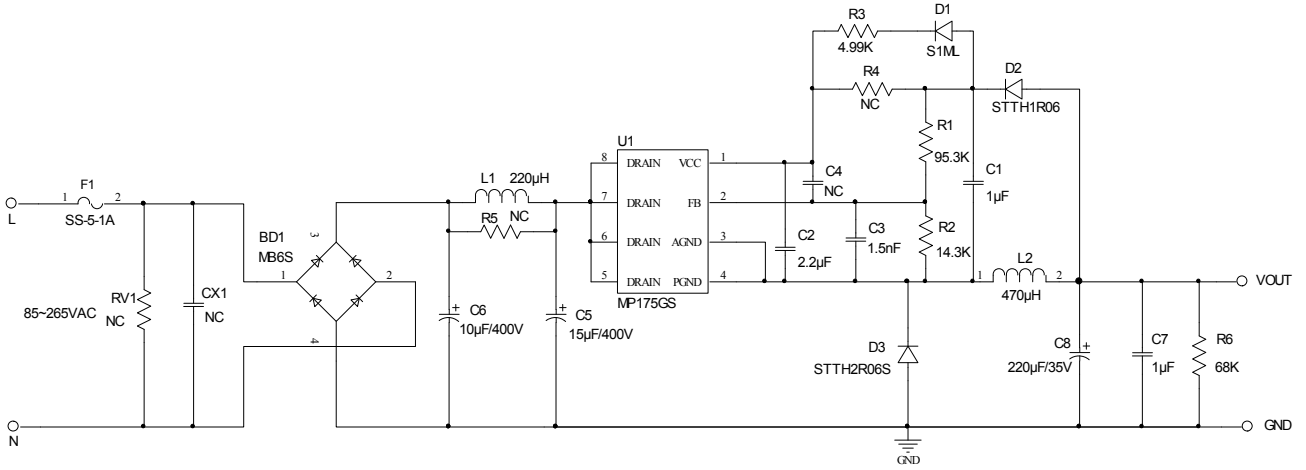 R3
4.99K
D1
S1ML
R4
NC
D2
STTH1R06
U1
8 DRAIN VCC 1
7 DRAIN FB 2
6 DRAIN AGND 3
5 DRAIN PGND 4
MP175GS
C4
NC
R1
95.3K
C1
1µF
R2
14.3K
C3
1.5nF
C2
2.2µF
F1
1 2
L
SS-5-1A
L1 220µH
R5 NC
BD1
MB6S
3
1 2
4
85~265VAC
RV1
NC
CX1
NC
C6
10µF/400V
C5
15µF/400V
1 L2 2
470µH
VOUT
D3
STTH2R06S
C8
220µF/35V
C7
1µF
R6
68K
N
GND
GND